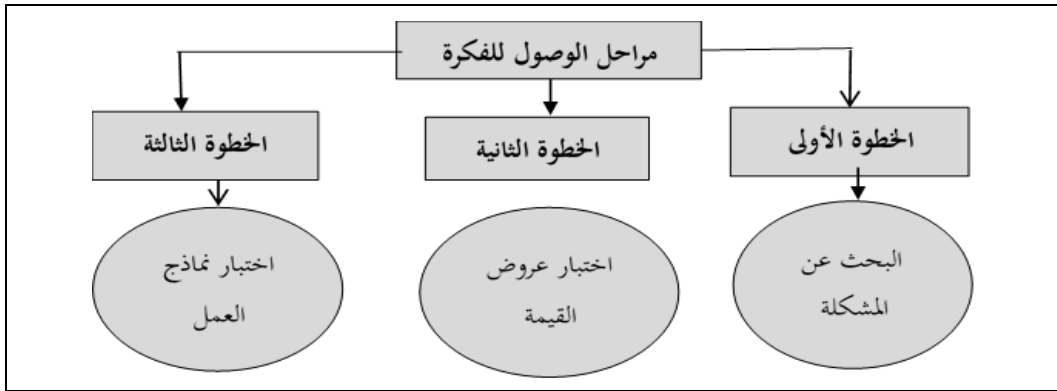 مراحل الوصول للفكرة
الخطوة الأولى
الخطوة الثانية
الخطوة الثالثة
البحث عن
المشكلة
اختبار عروض
القيمة
اختبار نماذج
العمل